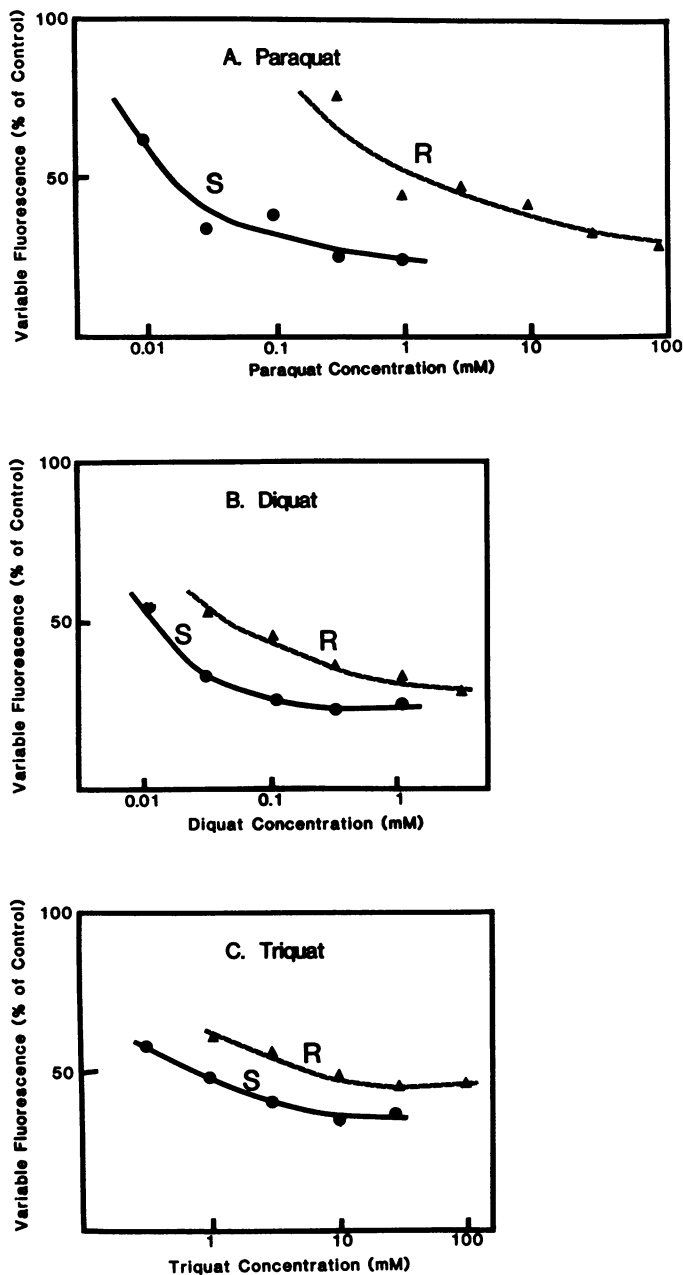 100
A. Paraquat
R
50
S
Variable Fluorescence (% of Control)
0.01 0.1 1 10 100
Paraquat Concentration (mM)
100
B. Diquat
50
S
R
Variable Fluorescence (% of Control)
0.01 0.1 1
Diquat Concentration (mM)
100
C. Triquat
R
50
S
Variable Fluorescence (% of Control)
1 10 100
Triquat Concentration (mM)